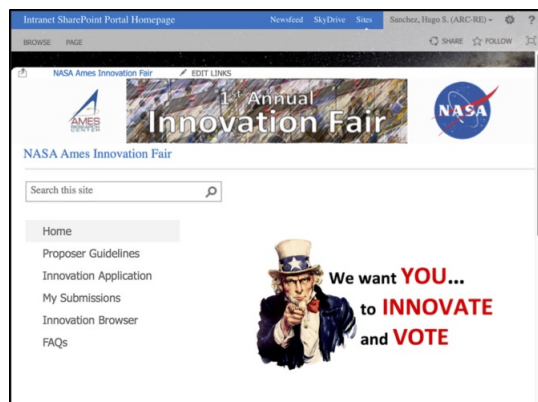 Intranet SharePoint Portal Homepage
Newsfeed SkyDrive Sites Sanchez, Hugo S. (ARC-RE) ?
BROWSE PAGE SHARE FOLLOW
NASA Ames Innovation Fair EDIT LINKS
1st Annual
Innovation Fair
AMES
NASA
NASA Ames Innovation Fair
Search this site
Home
Proposer Guidelines
Innovation Application
My Submissions
Innovation Browser
FAQs
We want YOU...
to INNOVATE
and VOTE